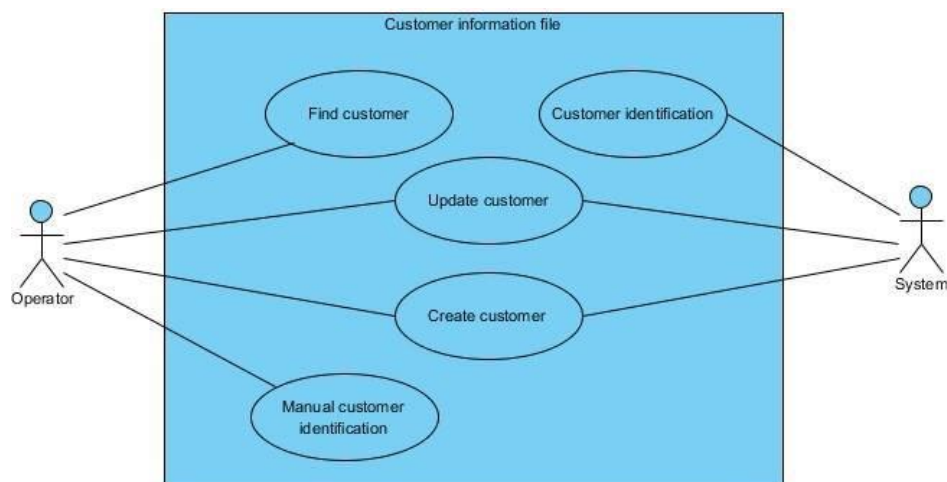 Customer information file
Find customer
Customer identification
Update customer
Operator
System
Create customer
Manual customer
identification